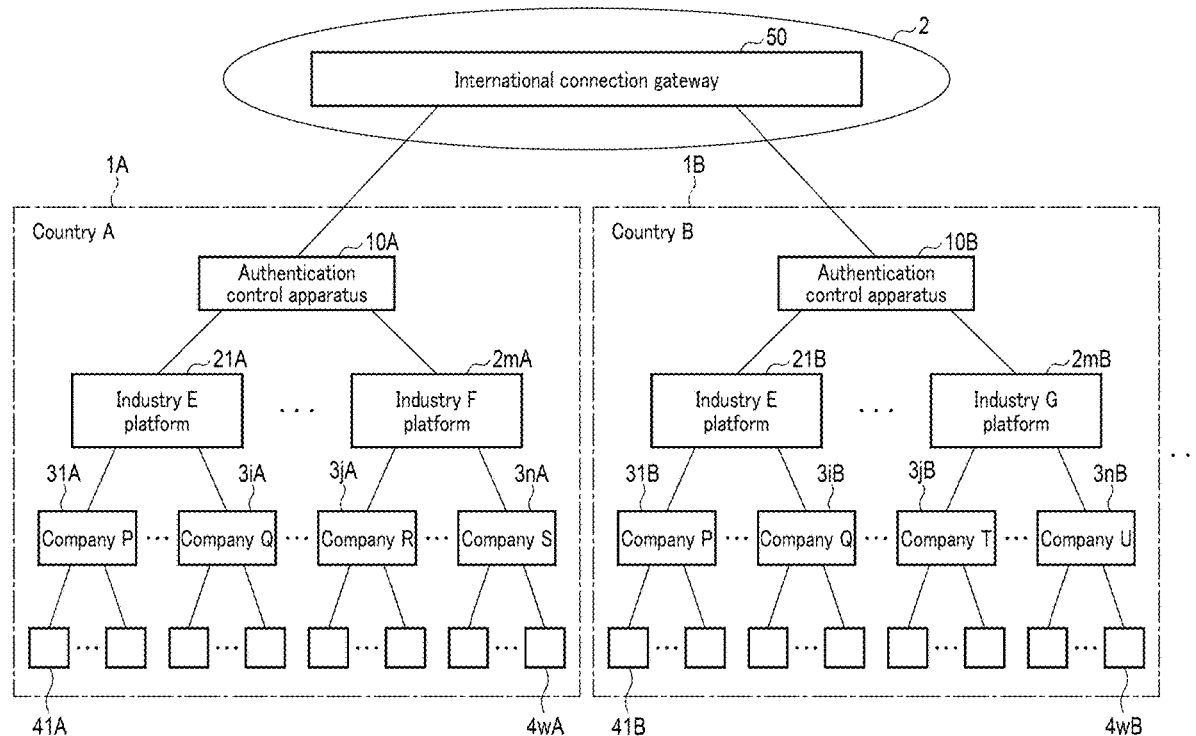 2
50
International connection gateway
1A
1B
Country A
Country B
10A
10B
Authentication
control apparatus
Authentication
control apparatus
21A
2mA
21B
2mB
Industry E
platform
...
Industry F
platform
Industry E
platform
...
Industry G
platform
31A
3iA
3jA
3nA
31B
3iB
3jB
3nB
Company P ... Company Q ... Company R ... Company S
Company P ... Company Q ... Company T ... Company U
... ... ... ...
... ... ... ...
41A
4wA
41B
4wB